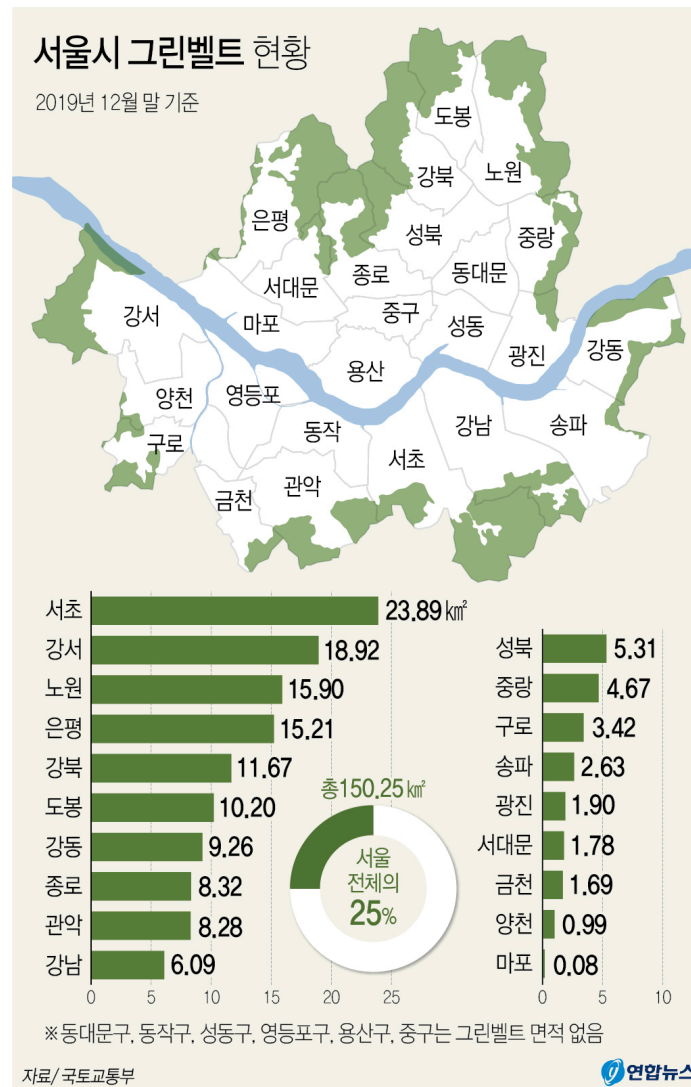 서울시 그린벨트 현황
2019년 12월 말 기준
도봉
강북
노원
은평
성북
중랑
서대문
종로
동대문
강서
마포
중구
성동
광진
강동
용산
양천
영등포
강남
송파
구로
동작
서초
금천
관악
서초 23.89㎢
강서 18.92
노원 15.90
은평 15.21
강북 11.67
도봉 10.20
강동 9.26
종로 8.32
관악 8.28
강남 6.09
0 5 10 15 20 25
총150.25㎢
서울
전체의
25%
성북 5.31
중랑 4.67
구로 3.42
송파 2.63
광진 1.90
서대문 1.78
금천 1.69
양천 0.99
마포 0.08
0 5 10
※동대문구, 동작구, 성동구, 영등포구, 용산구, 중구는 그린벨트 면적 없음
자료/ 국토교통부
연합뉴스